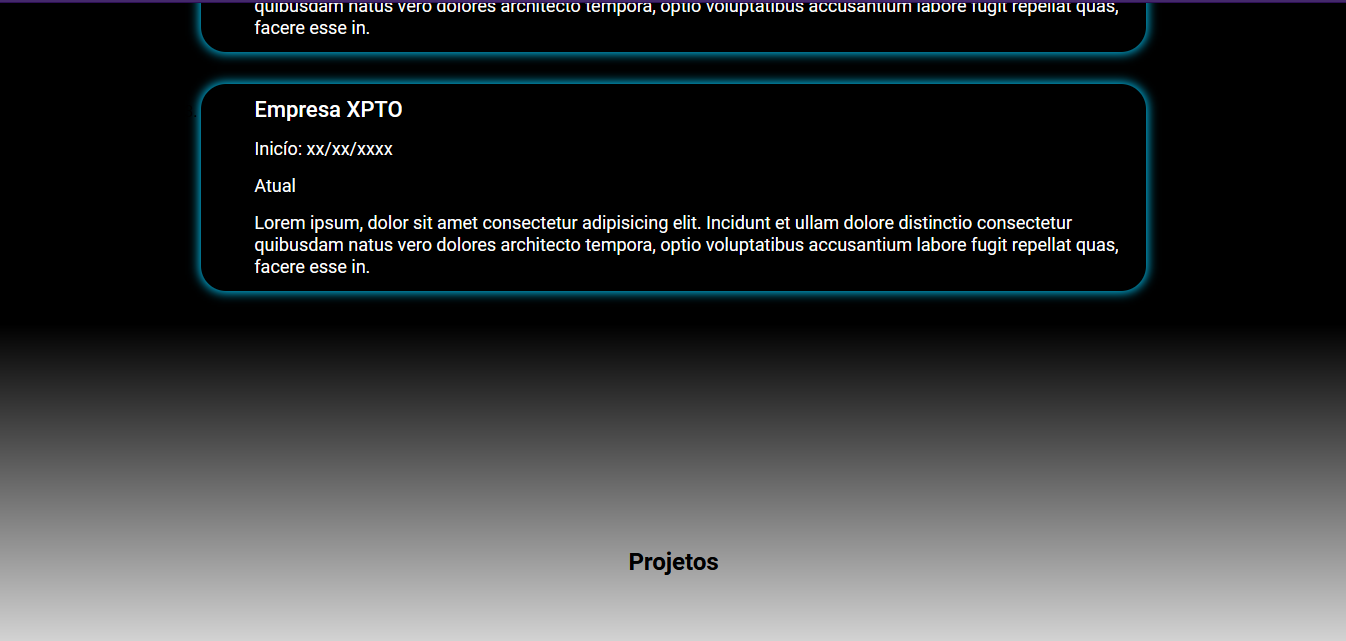 quibusdam natus vero dolores architecto tempora, optio voluptatibus accusantium labore fugit repellat quas,
facere esse in.
Empresa XPTO
Inicío: xx/xx/xxxx
Atual
Lorem ipsum, dolor sit amet consectetur adipisicing elit. Incidunt et ullam dolore distinctio consectetur
quibusdam natus vero dolores architecto tempora, optio voluptatibus accusantium labore fugit repellat quas,
facere esse in.
Projetos